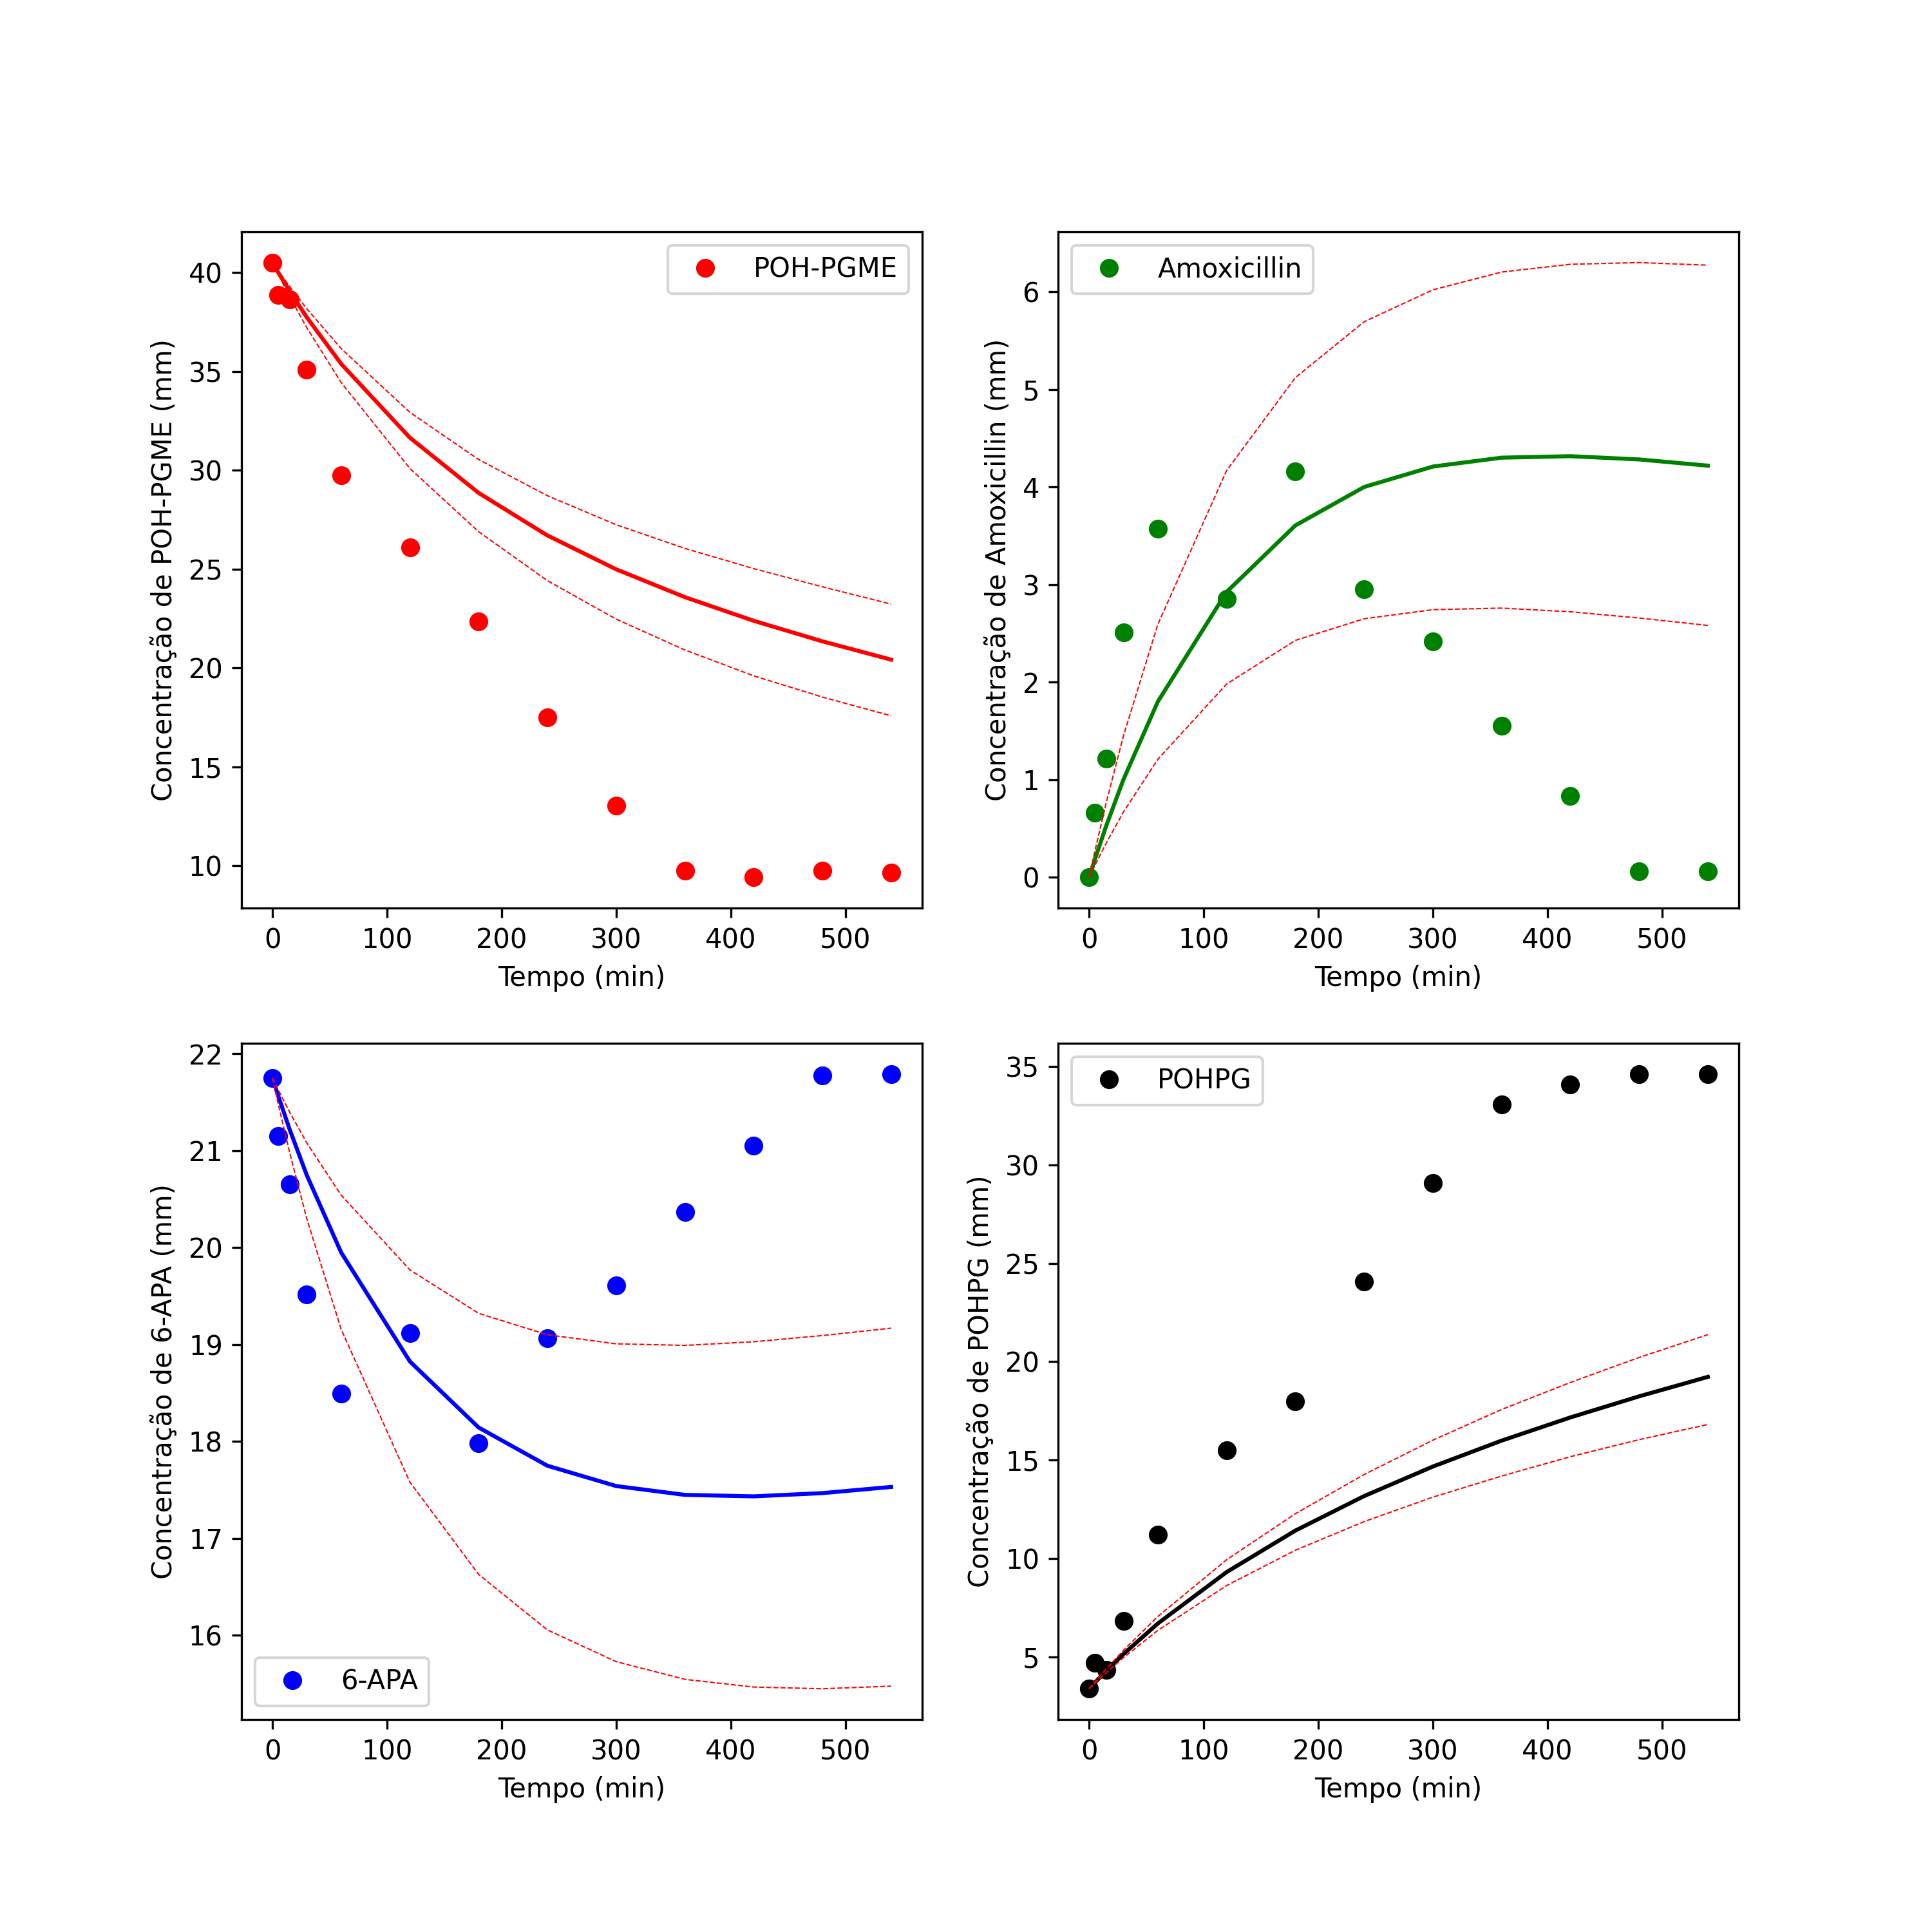 POH-PGME
Concentração de POH-PGME (mm)
40
35
30
25
20
15
10
0 100 200 300 400 500
Tempo (min)
Amoxicillin
Concentração de Amoxicillin (mm)
6
5
4
3
2
1
0
0 100 200 300 400 500
Tempo (min)
6-APA
Concentração de 6-APA (mm)
22
21
20
19
18
17
16
0 100 200 300 400 500
Tempo (min)
POHPG
Concentração de POHPG (mm)
35
30
25
20
15
10
5
0 100 200 300 400 500
Tempo (min)